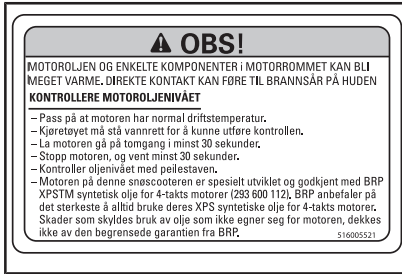 OBS!
MOTOROLJEN OG ENKELTE KOMPONENTER i MOTORROMMET KAN BLI
MEGET VARME. DIREKTE KONTAKT KAN FØRE TIL BRANNSÅR PÅ HUDEN
KONTROLLERE MOTOROLJENIVÅET
– Pass på at motoren har normal driftstemperatur.
– Kjøretøyet må stå vannrett for å kunne utføre kontrollen.
– La motoren gå på tomgang i minst 30 sekunder.
– Stopp motoren, og vent minst 30 sekunder.
– Kontroller oljenivået med peilestaven.
– Motoren på denne snøscooteren er spesielt utviklet og godkjent med BRP
XPSTM syntetisk olje for 4-takts motorer (293 600 112). BRP anbefaler på
det sterkeste å alltid bruke deres XPS syntetiske olje for 4-takts motorer.
Skader som skyldes bruk av olje som ikke egner seg for motoren, dekkes
ikke av den begrensede garantien fra BRP.
516005521